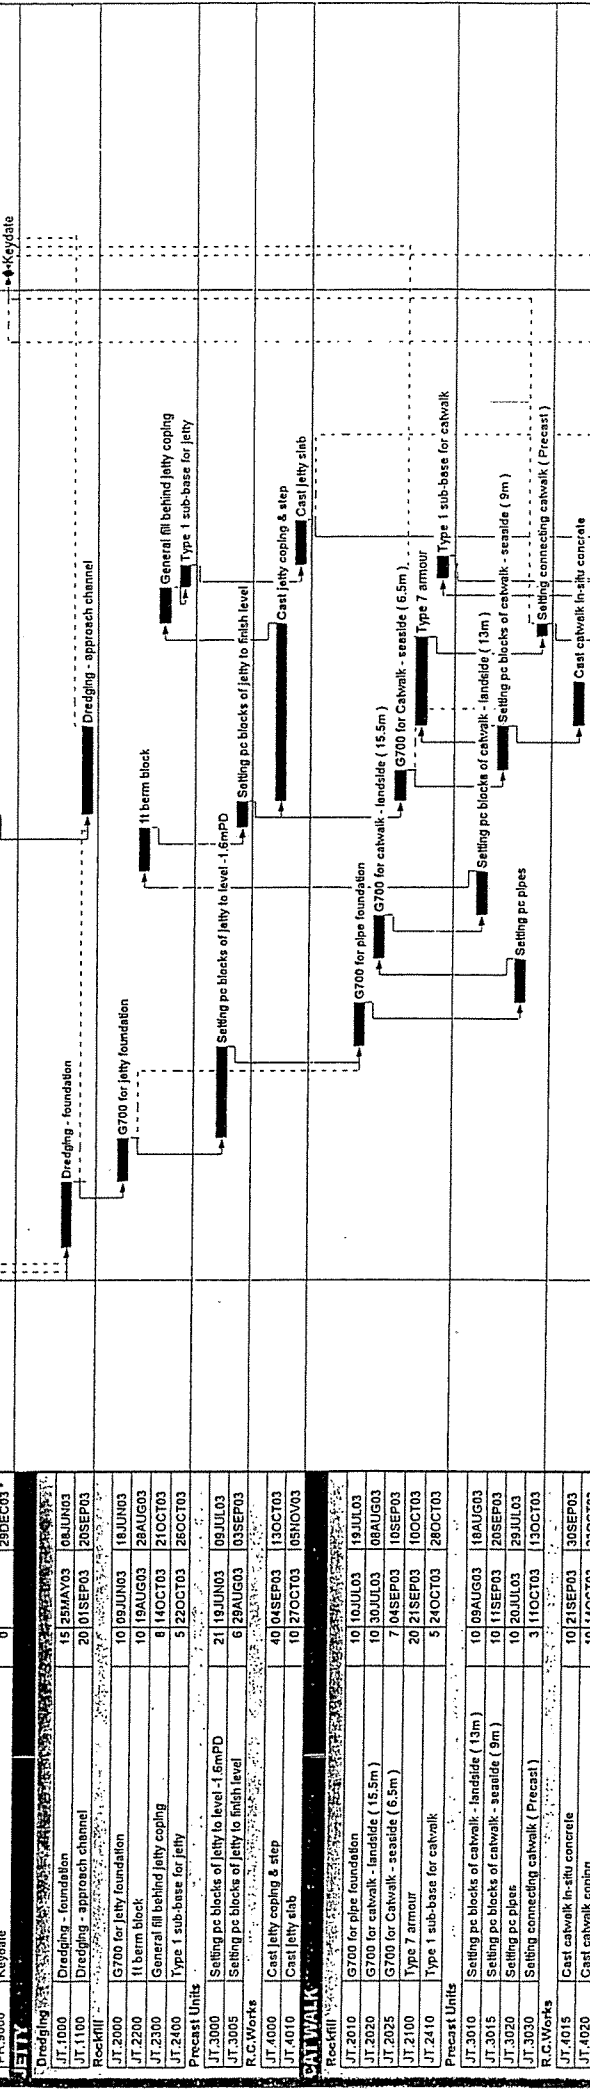 Keydate 0 29DEC03* Keydate
JETTY
Dredging
JT.1000 Dredging - foundation 15 25MAY03 08JUN03 Dredging - foundation
JT.1100 Dredging - approach channel 20 01SEP03 20SEP03 Dredging - approach channel
Rockfill
JT.2000 G700 for jetty foundation 10 09JUN03 18JUN03 G700 for jetty foundation
JT.2200 1t berm block 10 19AUG03 28AUG03 1t berm block
JT.2300 General fill behind jetty coping 8 14OCT03 21OCT03 General fill behind jetty coping
JT.2400 Type 1 sub-base for jetty 5 22OCT03 26OCT03 Type 1 sub-base for jetty
Precast Units
JT.3000 Setting pc blocks of jetty to level -1.6mPD 21 19JUN03 09JUL03 Setting pc blocks of jetty to level -1.6mPD
JT.3005 Setting pc blocks of jetty to finish level 6 29AUG03 03SEP03 Setting pc blocks of jetty to finish level
R.C.Works
JT.4000 Cast jetty coping & step 40 04SEP03 13OCT03 Cast jetty coping & step
JT.4010 Cast jetty slab 10 27OCT03 05NOV03 Cast jetty slab
CATWALK
Rockfill
JT.2010 G700 for pipe foundation 10 10JUL03 19JUL03 G700 for pipe foundation
JT.2020 G700 for catwalk - landside ( 15.5m ) 10 30JUL03 08AUG03 G700 for catwalk - landside ( 15.5m )
JT.2025 G700 for Catwalk - seaside ( 6.5m ) 7 04SEP03 10SEP03 G700 for Catwalk - seaside ( 6.5m )
JT.2100 Type 7 armour 20 21SEP03 10OCT03 Type 7 armour
JT.2410 Type 1 sub-base for catwalk 5 24OCT03 28OCT03 Type 1 sub-base for catwalk
Precast Units
JT.3010 Setting pc blocks of catwalk - landside ( 13m ) 10 09AUG03 18AUG03 Setting pc blocks of catwalk - landside ( 13m )
JT.3015 Setting pc blocks of catwalk - seaside ( 9m ) 10 11SEP03 20SEP03 Setting pc blocks of catwalk - seaside ( 9m )
JT.3020 Setting pc pipes 10 20JUL03 29JUL03 Setting pc pipes
JT.3030 Setting connecting catwalk ( Precast ) 3 11OCT03 13OCT03 Setting connecting catwalk ( Precast )
R.C.Works
JT.4015 Cast catwalk in-situ concrete 10 21SEP03 30SEP03 Cast catwalk in-situ concrete
JT.4020 Cast catwalk coping 10